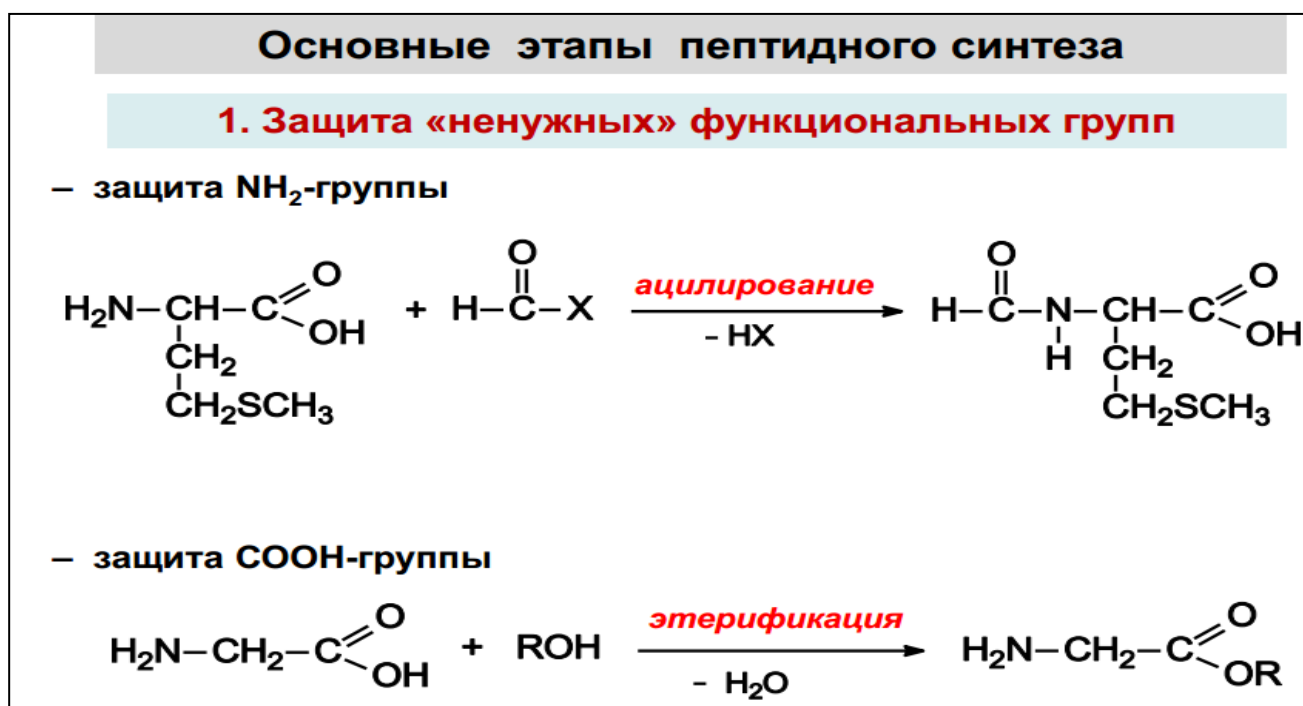 Основные этапы пептидного синтеза
1. Защита «ненужных» функциональных групп
– защита NH₂-группы
H₂N–CH–C(=O)OH + H–C(=O)–X ацилирование H–C(=O)–N–CH–C(=O)OH
- HX
CH₂ H CH₂
CH₂SCH₃ CH₂SCH₃
– защита COOH-группы
H₂N–CH₂–C(=O)OH + ROH этерификация H₂N–CH₂–C(=O)OR
- H₂O